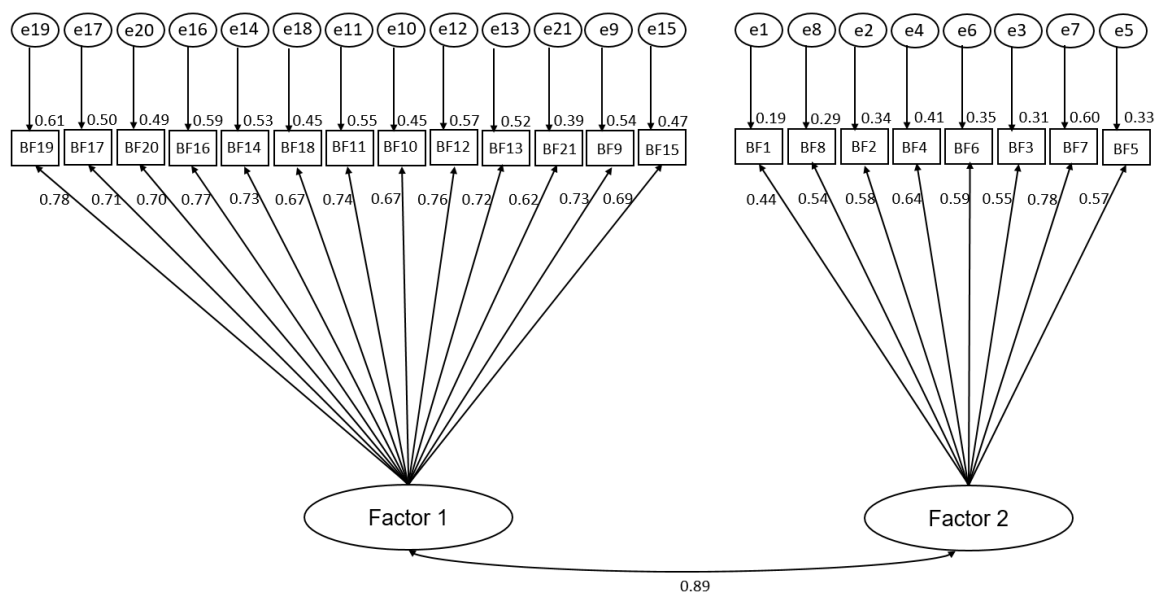 e19 e17 e20 e16 e14 e18 e11 e10 e12 e13 e21 e9 e15 e1 e8 e2 e4 e6 e3 e7 e5
0.61 0.50 0.49 0.59 0.53 0.45 0.55 0.45 0.57 0.52 0.39 0.54 0.47 0.19 0.29 0.34 0.41 0.35 0.31 0.60 0.33
BF19 BF17 BF20 BF16 BF14 BF18 BF11 BF10 BF12 BF13 BF21 BF9 BF15 BF1 BF8 BF2 BF4 BF6 BF3 BF7 BF5
0.78 0.71 0.70 0.77 0.73 0.67 0.74 0.67 0.76 0.72 0.62 0.73 0.69 0.44 0.54 0.58 0.64 0.59 0.55 0.78 0.57
Factor 1 Factor 2
0.89